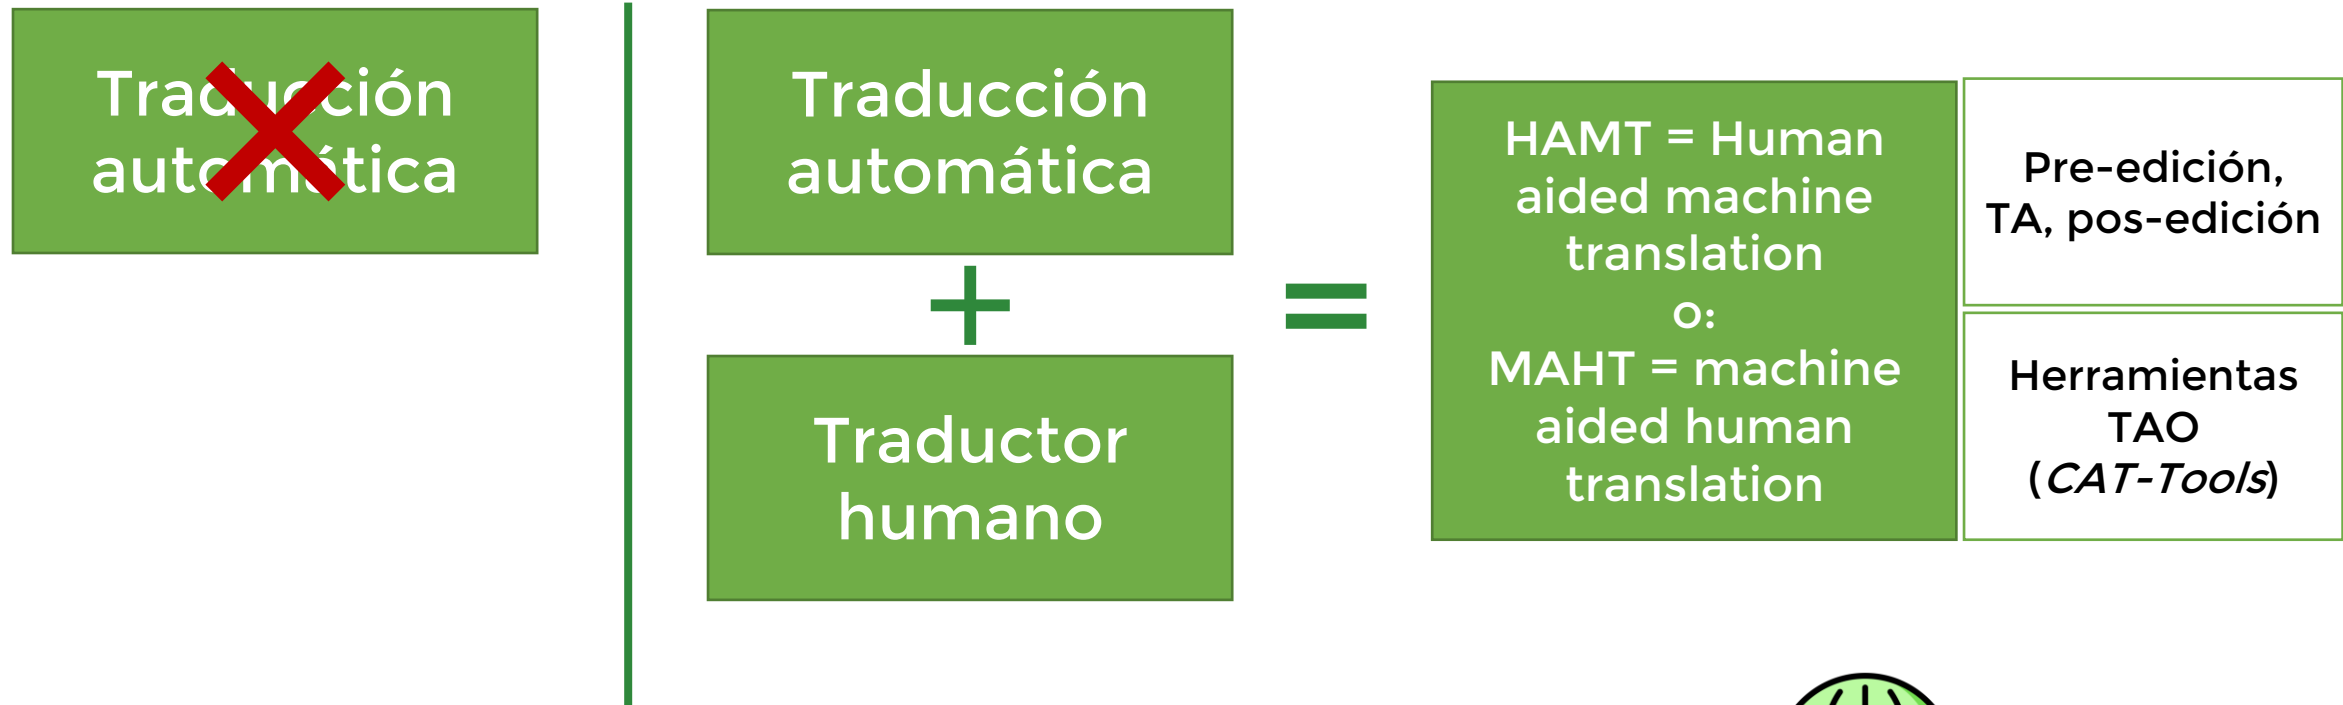 Traducción
automática
Traducción
automática
+
Traductor
humano
=
HAMT = Human
aided machine
translation
o:
MAHT = machine
aided human
translation
Pre-edición,
TA, pos-edición
Herramientas
TAO
(CAT-Tools)